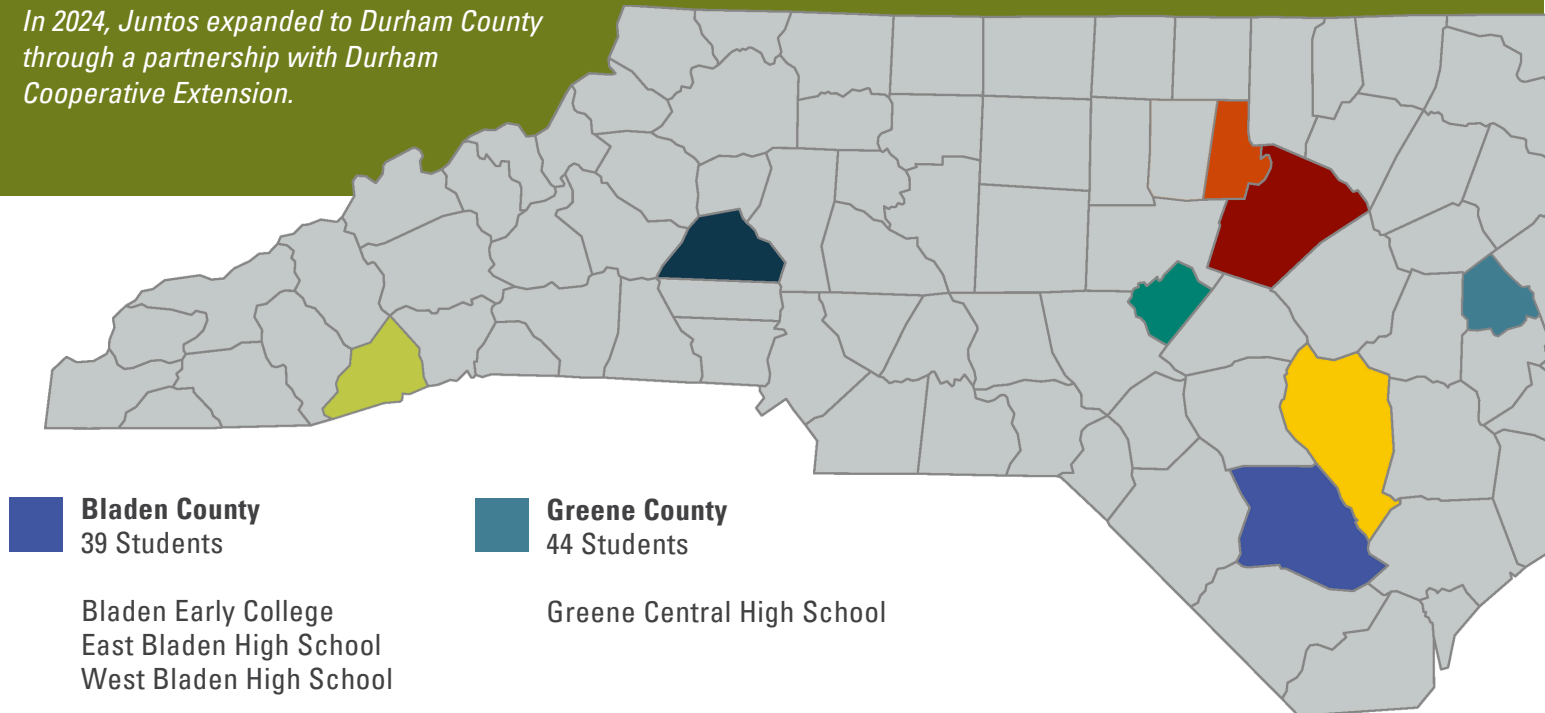 In 2024, Juntos expanded to Durham County
through a partnership with Durham
Cooperative Extension.
Bladen County
39 Students
Bladen Early College
East Bladen High School
West Bladen High School
Greene County
44 Students
Greene Central High School